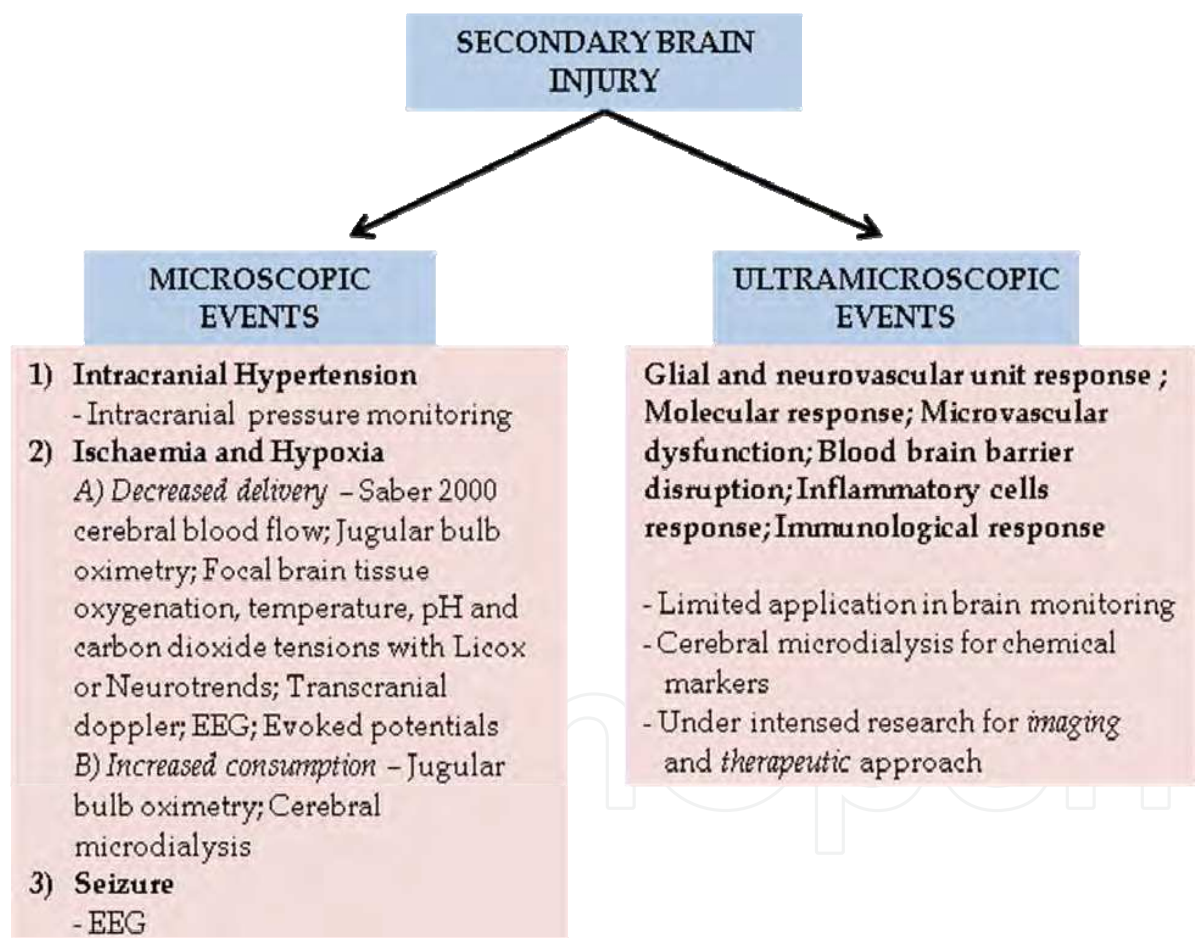 SECONDARY BRAIN
INJURY
MICROSCOPIC
EVENTS
1) Intracranial Hypertension
- Intracranial pressure monitoring
2) Ischaemia and Hypoxia
A) Decreased delivery – Saber 2000
cerebral blood flow; Jugular bulb
oximetry; Focal brain tissue
oxygenation, temperature, pH and
carbon dioxide tensions with Licox
or Neurotrends; Transcranial
doppler; EEG; Evoked potentials
B) Increased consumption – Jugular
bulb oximetry; Cerebral
microdialysis
3) Seizure
- EEG
ULTRAMICROSCOPIC
EVENTS
Glial and neurovascular unit response ;
Molecular response; Microvascular
dysfunction; Blood brain barrier
disruption; Inflammatory cells
response; Immunological response
- Limited application in brain monitoring
- Cerebral microdialysis for chemical
markers
- Under intensed research for imaging
and therapeutic approach